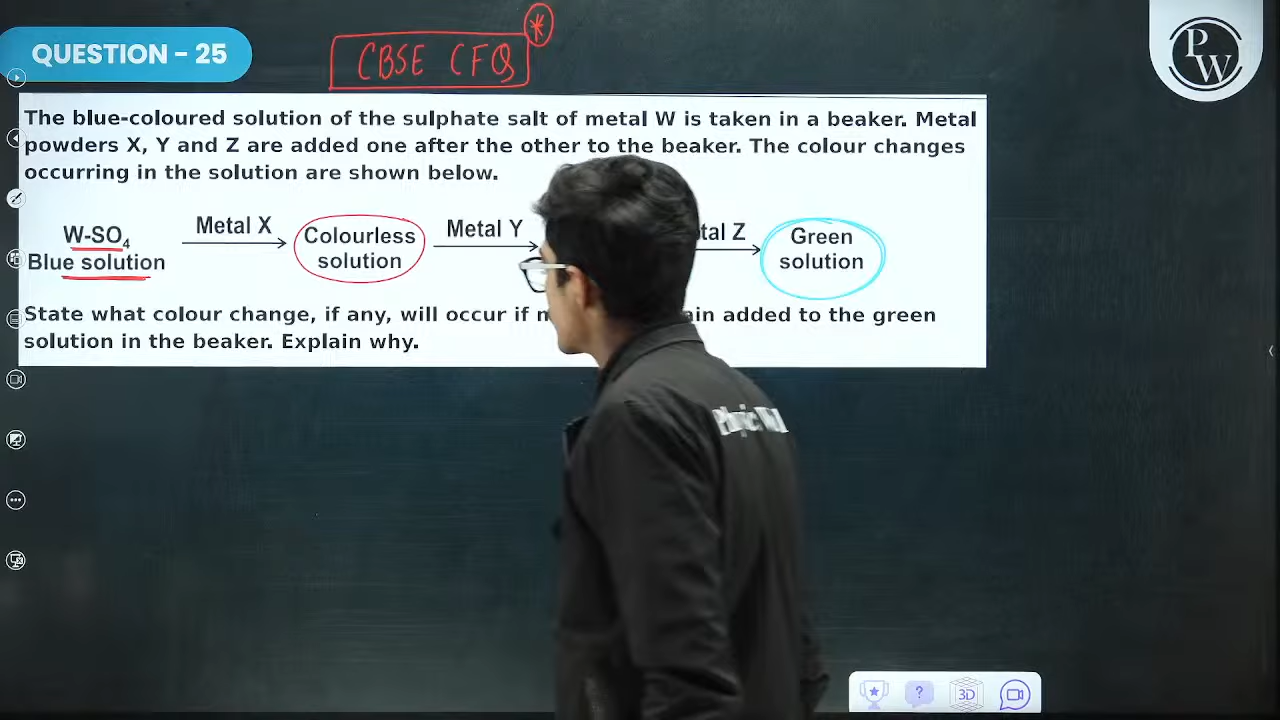 QUESTION – 25
CBSE CFQ *
PW
The blue-coloured solution of the sulphate salt of metal W is taken in a beaker. Metal
powders X, Y and Z are added one after the other to the beaker. The colour changes
occurring in the solution are shown below.
W-SO₄
Blue solution
Metal X
Colourless
solution
Metal Y
tal Z
Green
solution
State what colour change, if any, will occur if m in added to the green
solution in the beaker. Explain why.
3D